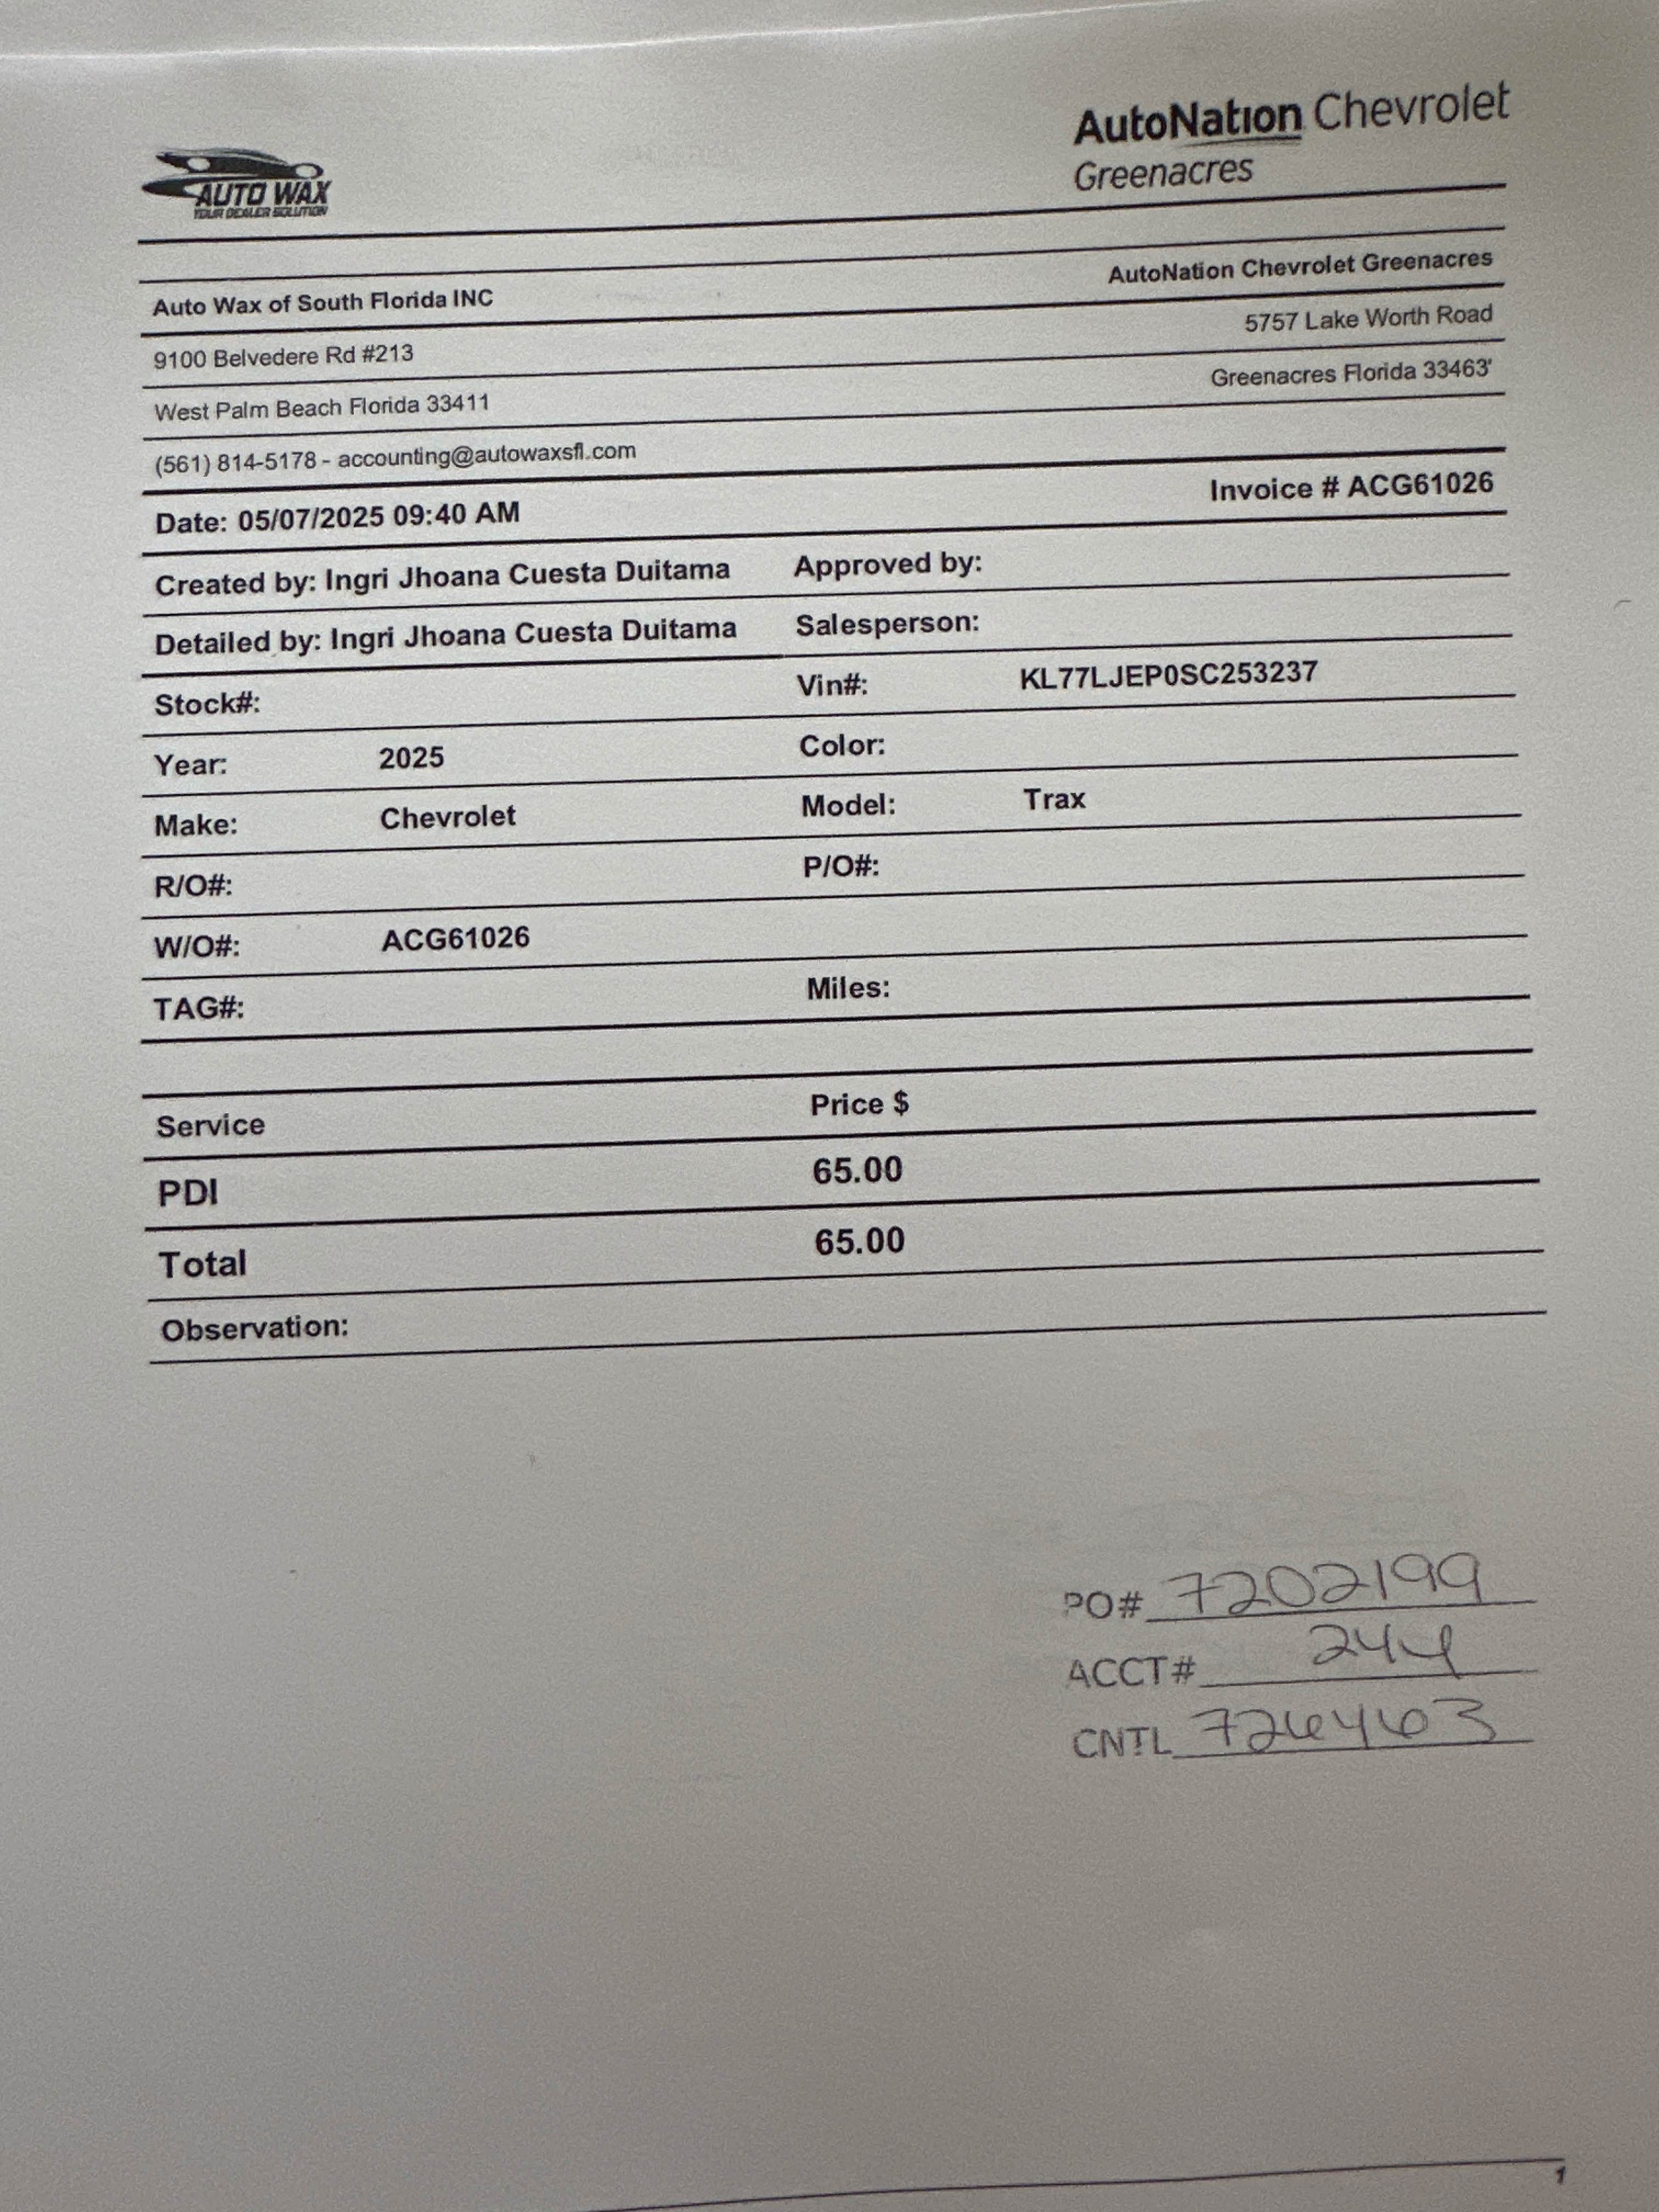 AutoNation Chevrolet
Greenacres
AUTO WAX
YOUR DEALER SOLUTION
Auto Wax of South Florida INC AutoNation Chevrolet Greenacres
9100 Belvedere Rd #213 5757 Lake Worth Road
West Palm Beach Florida 33411 Greenacres Florida 33463'
(561) 814-5178 - accounting@autowaxsfl.com
Date: 05/07/2025 09:40 AM Invoice # ACG61026
Created by: Ingri Jhoana Cuesta Duitama Approved by:
Detailed by: Ingri Jhoana Cuesta Duitama Salesperson:
Stock#: Vin#: KL77LJEP0SC253237
Year: 2025 Color:
Make: Chevrolet Model: Trax
R/O#: P/O#:
W/O#: ACG61026
TAG#: Miles:
Service Price $
PDI 65.00
Total 65.00
Observation:
PO# 7202199
ACCT# 244
CNTL 7264463
1